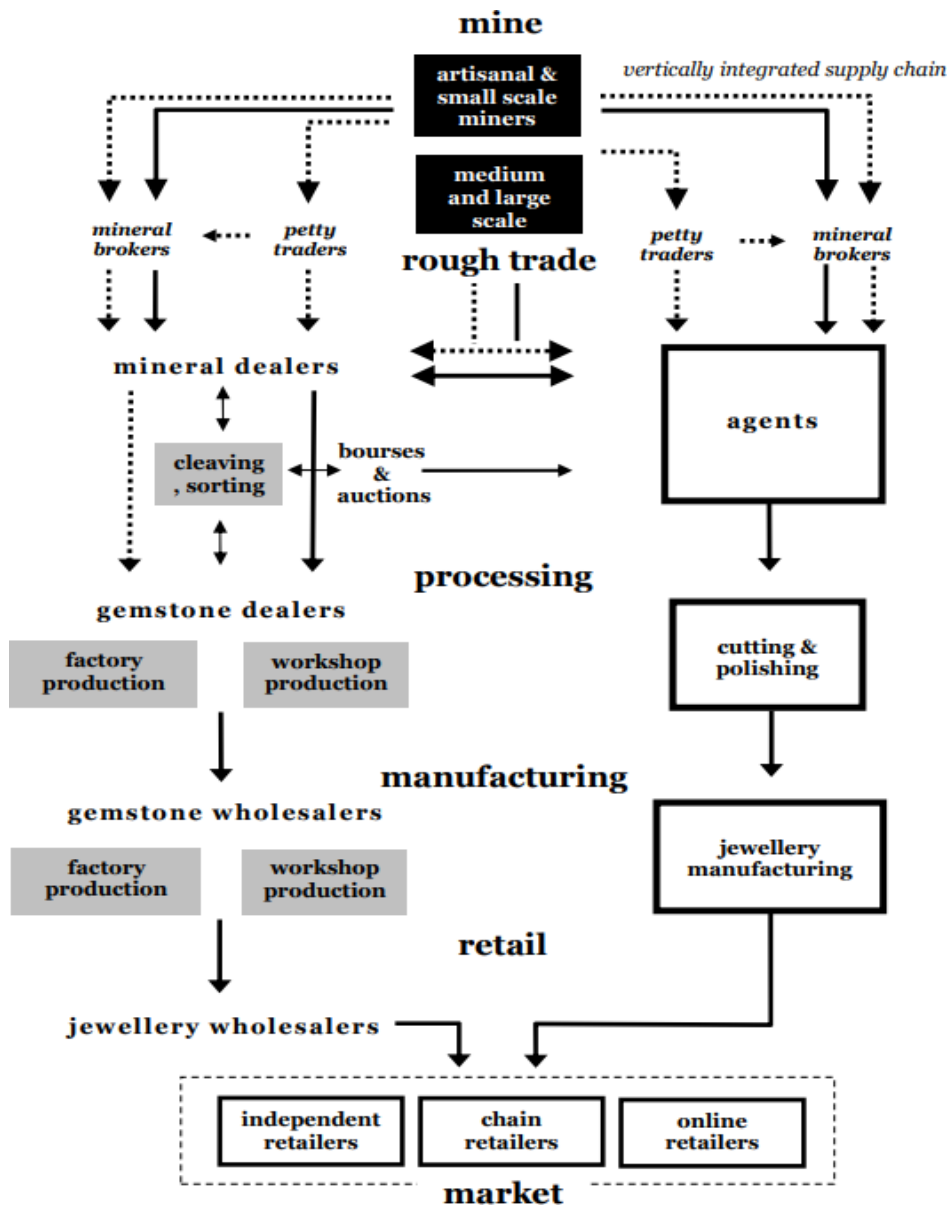 mine
artisanal &
small scale
miners
vertically integrated supply chain
medium
and large
scale
mineral
brokers
petty
traders
petty
traders
mineral
brokers
rough trade
mineral dealers
agents
cleaving
, sorting
bourses
&
auctions
processing
gemstone dealers
factory
production
workshop
production
cutting &
polishing
manufacturing
gemstone wholesalers
factory
production
workshop
production
jewellery
manufacturing
retail
jewellery wholesalers
independent
retailers
chain
retailers
online
retailers
market